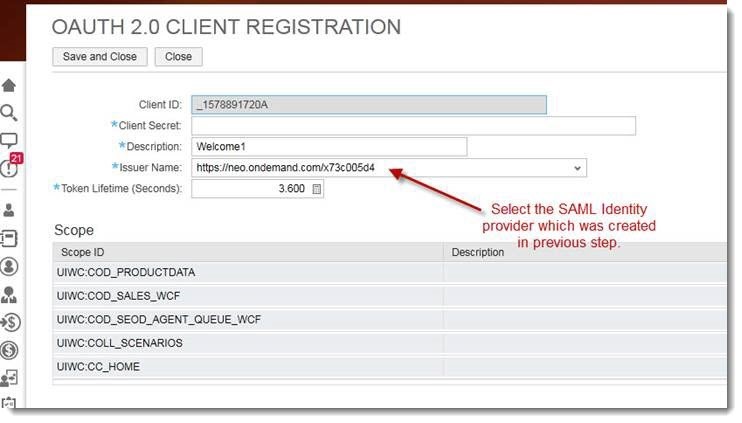 OAUTH 2.0 CLIENT REGISTRATION
Save and Close
Close
Client ID: _1578891720A
*Client Secret:
*Description: Welcome1
*Issuer Name: https://neo.ondemand.com/x73c005d4
*Token Lifetime (Seconds): 3.600
21
Select the SAML Identity
provider which was created
in previous step.
Scope
Scope ID Description
UIWC:COD_PRODUCTDATA
UIWC:COD_SALES_WCF
UIWC:COD_SEOD_AGENT_QUEUE_WCF
UIWC:COLL_SCENARIOS
UIWC:CC_HOME